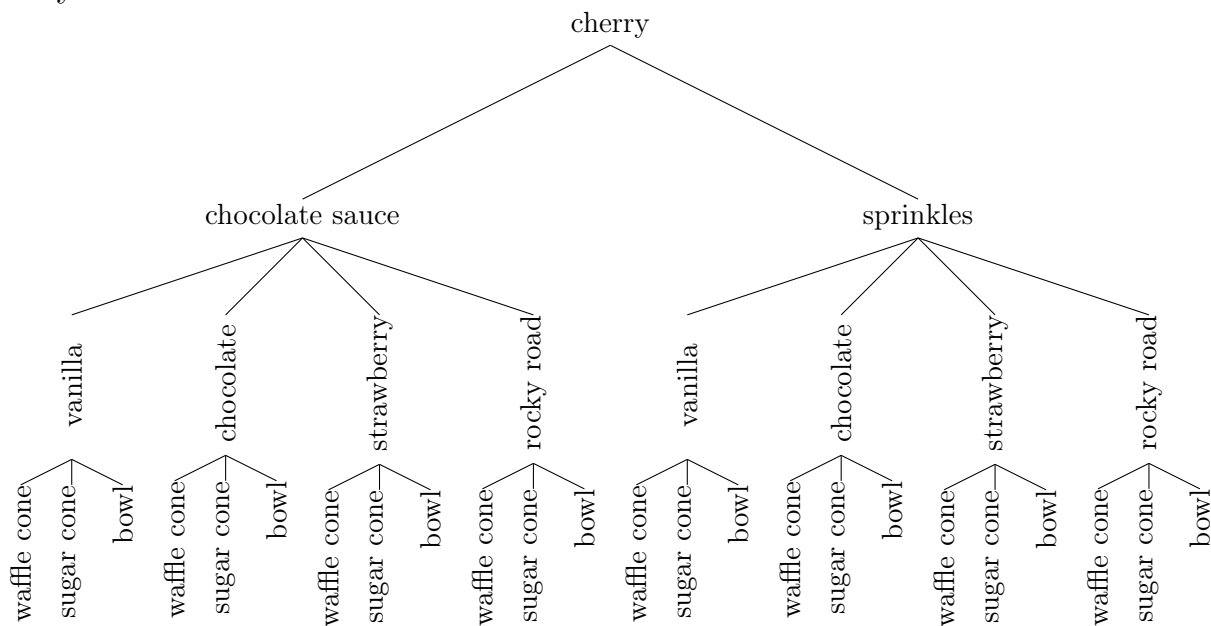 cherry
chocolate sauce
sprinkles
vanilla
chocolate
strawberry
rocky road
vanilla
chocolate
strawberry
rocky road
waffle cone
sugar cone
bowl
waffle cone
sugar cone
bowl
waffle cone
sugar cone
bowl
waffle cone
sugar cone
bowl
waffle cone
sugar cone
bowl
waffle cone
sugar cone
bowl
waffle cone
sugar cone
bowl
waffle cone
sugar cone
bowl